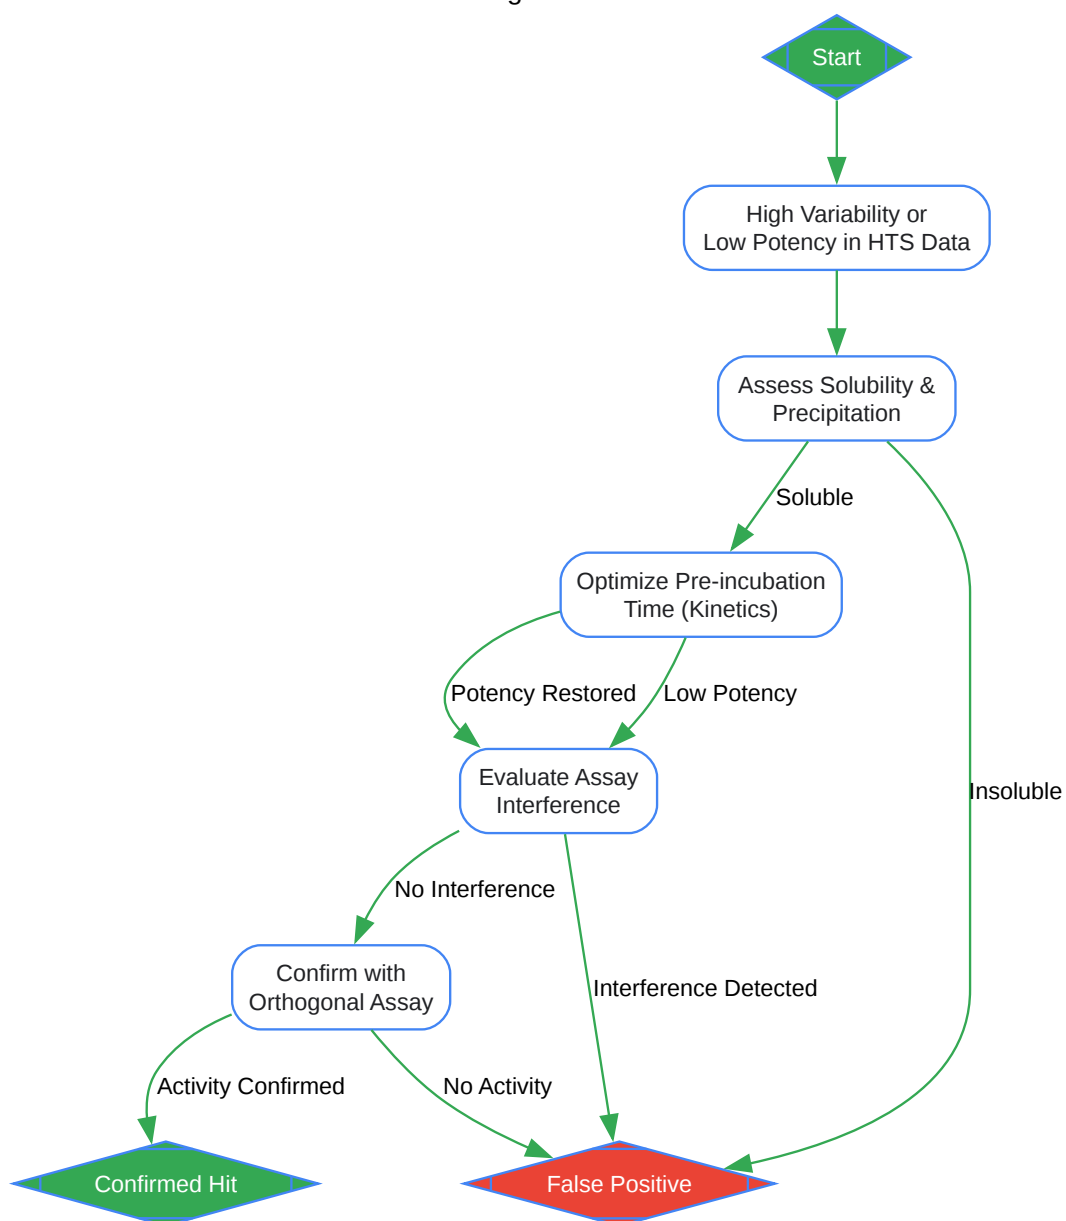 Start
High Variability or
Low Potency in HTS Data
Assess Solubility &
Precipitation
Soluble
Optimize Pre-incubation
Time (Kinetics)
Potency Restored
Low Potency
Evaluate Assay
Interference
Insoluble
No Interference
Confirm with
Orthogonal Assay
Interference Detected
Activity Confirmed
No Activity
Confirmed Hit
False Positive